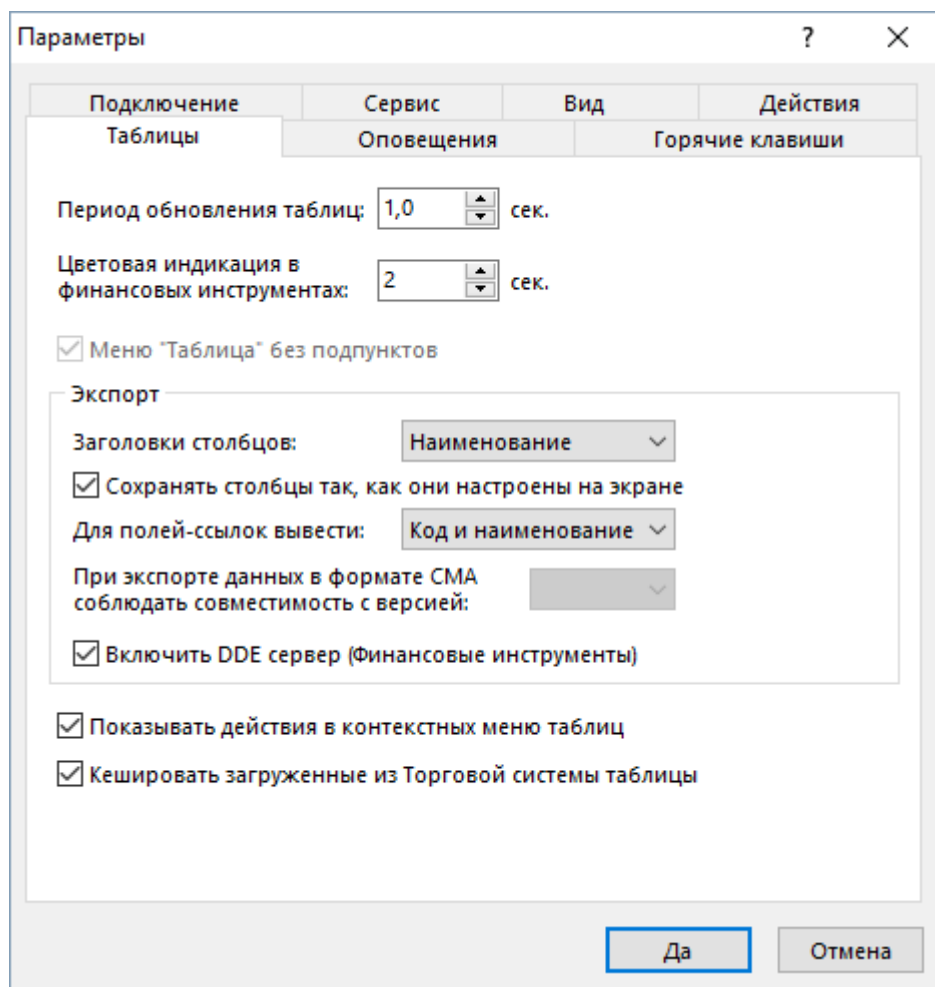 Параметры
?
Подключение Сервис Вид Действия
Таблицы Оповещения Горячие клавиши
Период обновления таблиц: 1,0 сек.
Цветовая индикация в
финансовых инструментах: 2 сек.
Меню "Таблица" без подпунктов
Экспорт
Заголовки столбцов: Наименование
Сохранять столбцы так, как они настроены на экране
Для полей-ссылок вывести: Код и наименование
При экспорте данных в формате СМА
соблюдать совместимость с версией:
Включить DDE сервер (Финансовые инструменты)
Показывать действия в контекстных меню таблиц
Кешировать загруженные из Торговой системы таблицы
Да Отмена